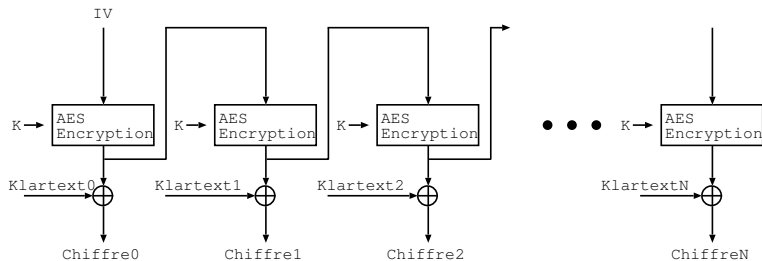 IV
K
AES
Encryption
K
AES
Encryption
K
AES
Encryption
K
AES
Encryption
Klartext0
Klartext1
Klartext2
KlartextN
Chiffre0
Chiffre1
Chiffre2
ChiffreN